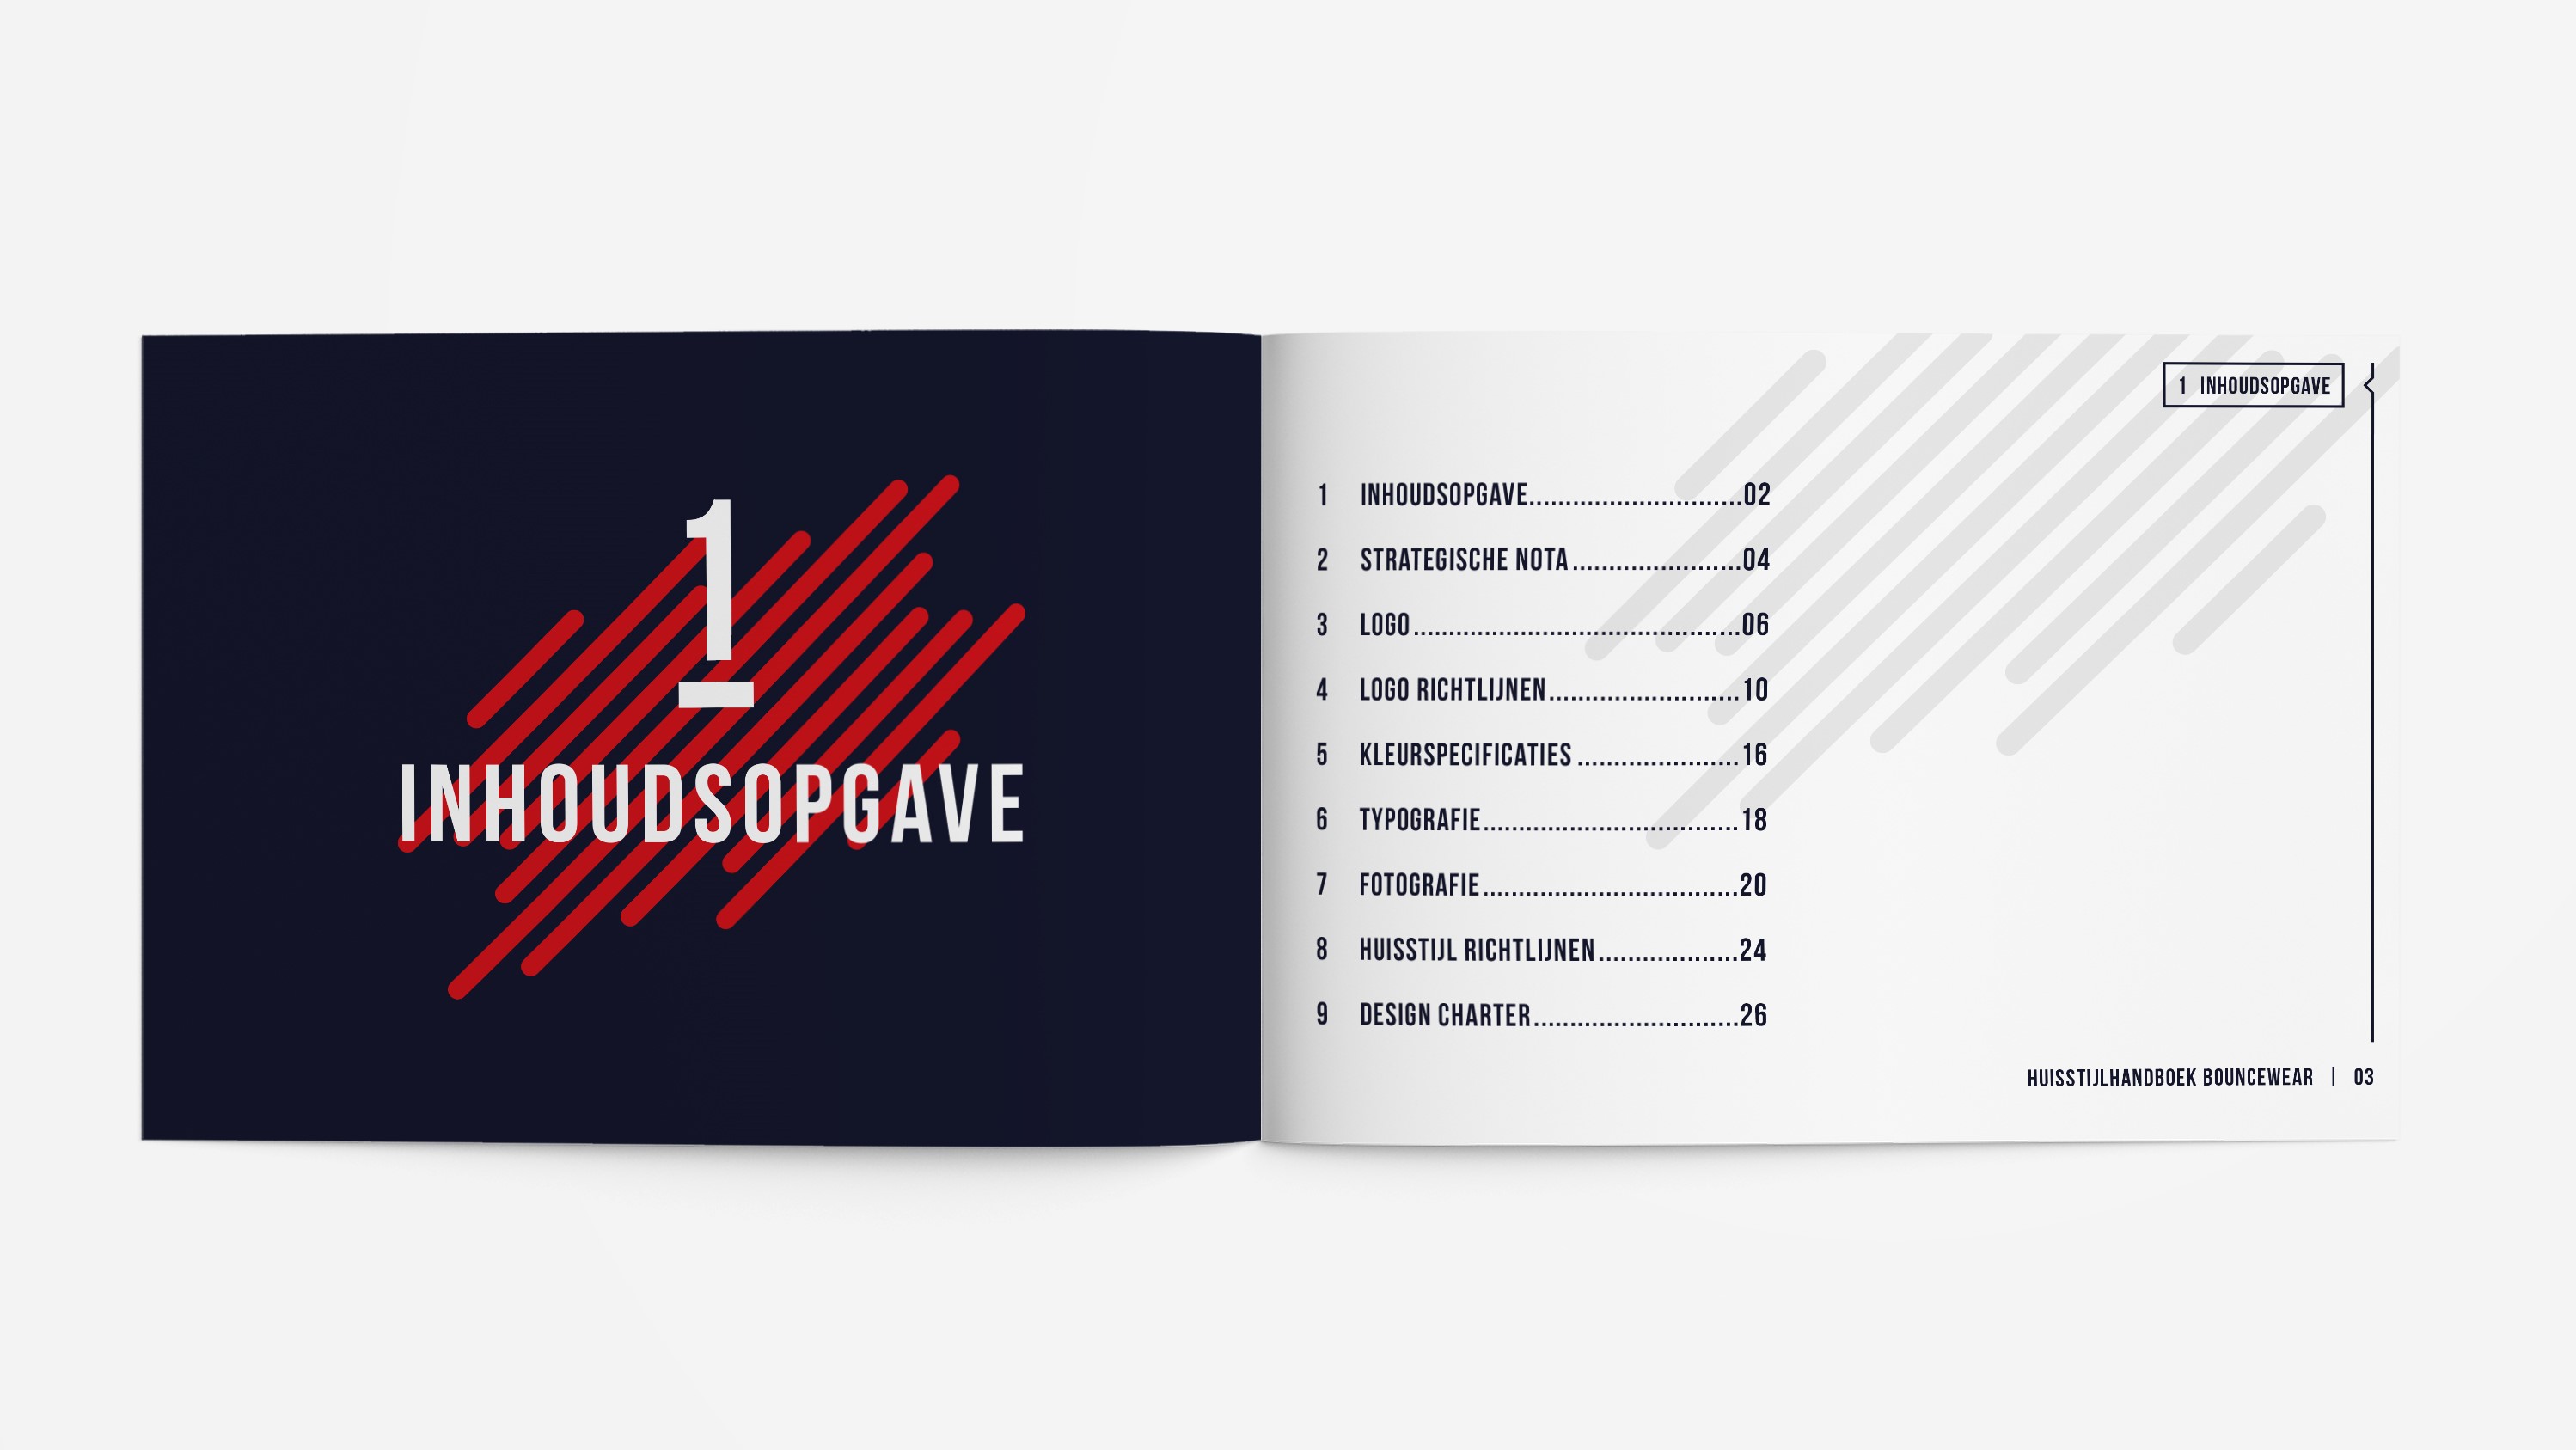 1
INHOUDSOPGAVE
1 INHOUDSOPGAVE
1 INHOUDSOPGAVE.............................02
2 STRATEGISCHE NOTA.......................04
3 LOGO.............................................06
4 LOGO RICHTLIJNEN..........................10
5 KLEURSPECIFICATIES......................16
6 TYPOGRAFIE...................................18
7 FOTOGRAFIE...................................20
8 HUISSTIJL RICHTLIJNEN...................24
9 DESIGN CHARTER............................26
HUISSTIJLHANDBOEK BOUNCEWEAR | 03